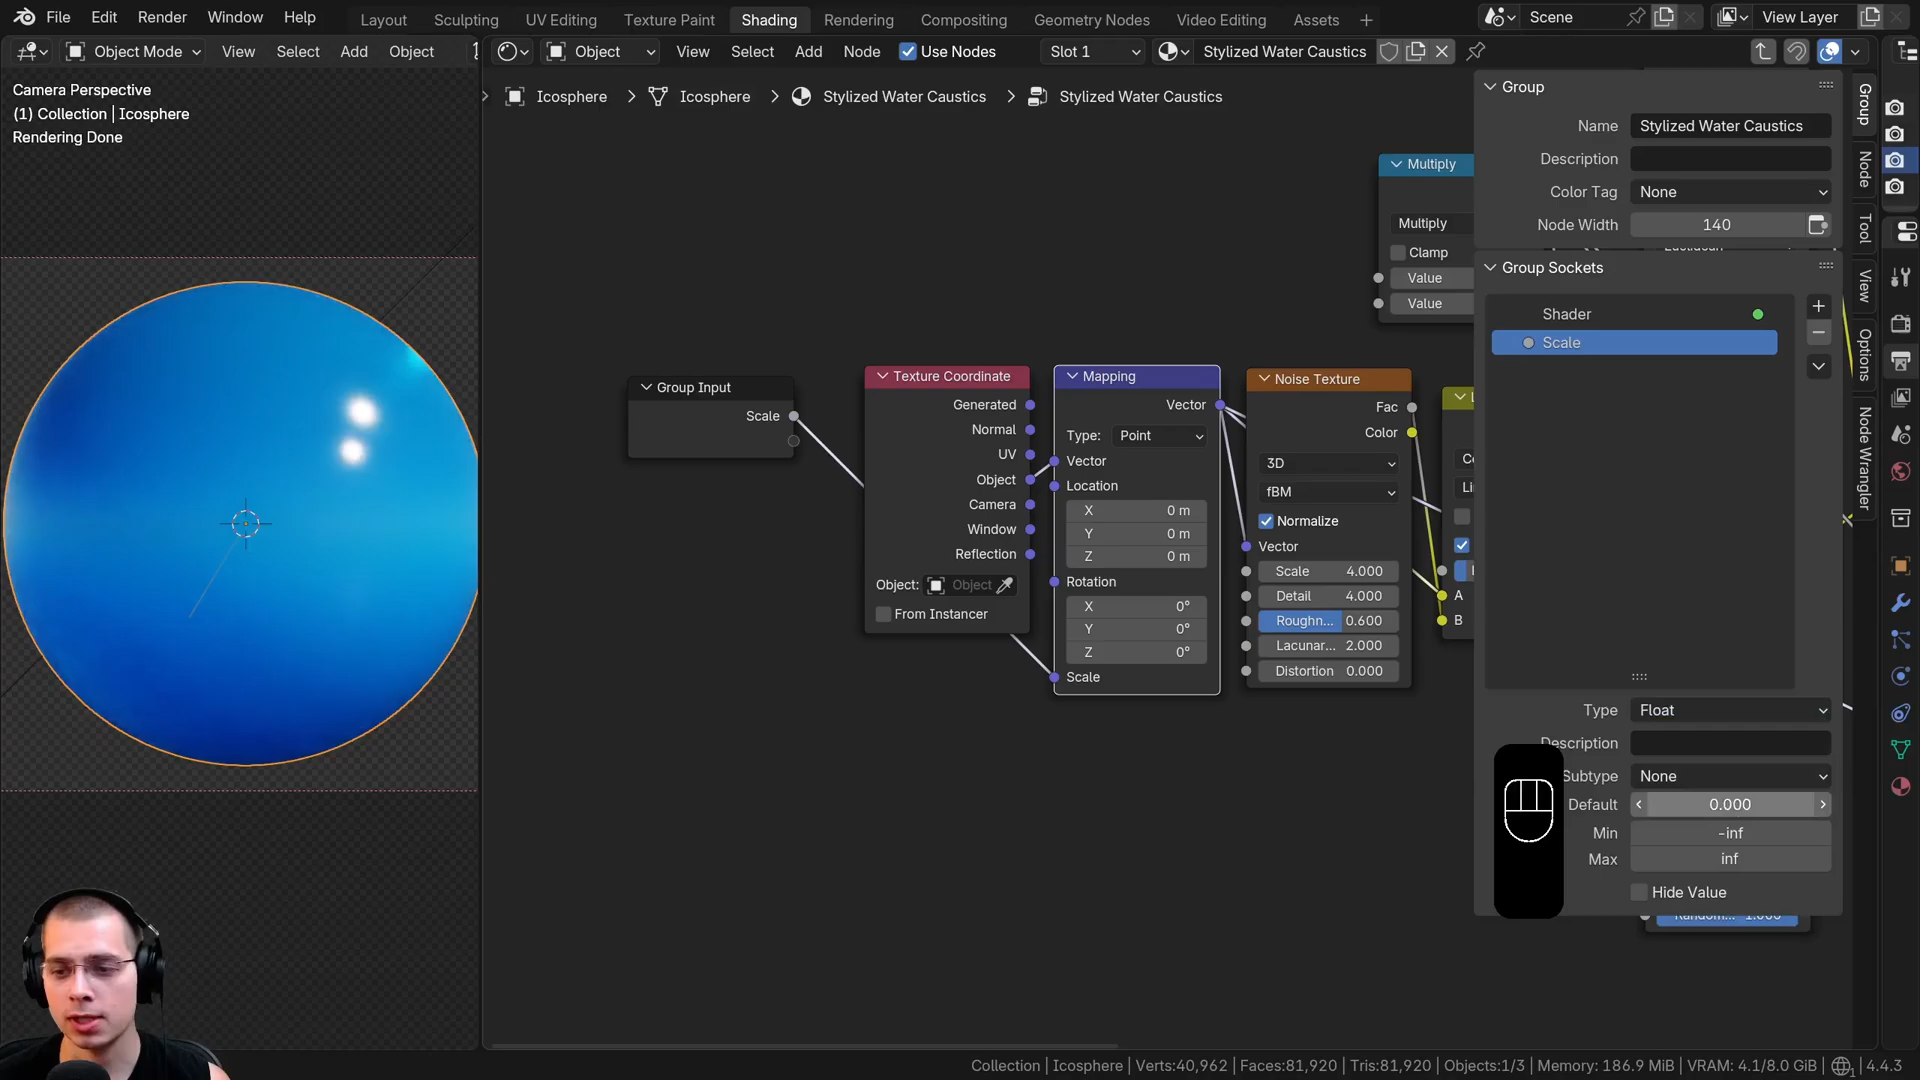 File Edit Render Window Help Layout Sculpting UV Editing Texture Paint Shading Rendering Compositing Geometry Nodes Video Editing Assets Scene View Layer
Object Mode View Select Add Object Object View Select Add Node Use Nodes Slot 1 Stylized Water Caustics
Camera Perspective
(1) Collection | Icosphere
Rendering Done
Icosphere Icosphere Stylized Water Caustics Stylized Water Caustics
Group Input
Scale
Texture Coordinate
Generated
Normal
UV
Object
Camera
Window
Reflection
Object: Object
From Instancer
Mapping
Vector
Type: Point
Vector
Location
X 0 m
Y 0 m
Z 0 m
Rotation
X 0°
Y 0°
Z 0°
Scale
Noise Texture
Fac
Color
3D
fBM
Normalize
Vector
Scale 4.000
Detail 4.000
Roughn... 0.600
Lacunar... 2.000
Distortion 0.000
Multiply
Multiply
Clamp
Value
Value
A
B
Group
Name Stylized Water Caustics
Description
Color Tag None
Node Width 140
Group Sockets
Shader
Scale
Type Float
Description
Subtype None
Default 0.000
Min -inf
Max inf
Hide Value
Random... 1.000
Group
Node
Tool
View
Options
Node Wrangler
Collection | Icosphere | Verts:40,962 | Faces:81,920 | Tris:81,920 | Objects:1/3 | Memory: 186.9 MiB | VRAM: 4.1/8.0 GiB | 4.4.3